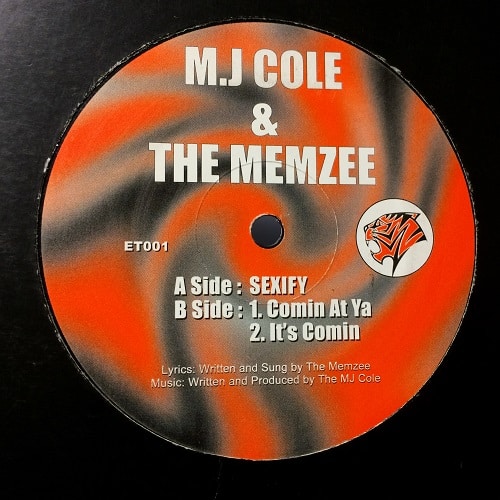 M.J COLE
&
THE MEMZEE
ET001
A Side : SEXIFY
B Side : 1. Comin At Ya
2. It's Comin
Lyrics: Written and Sung by The Memzee
Music: Written and Produced by The MJ Cole